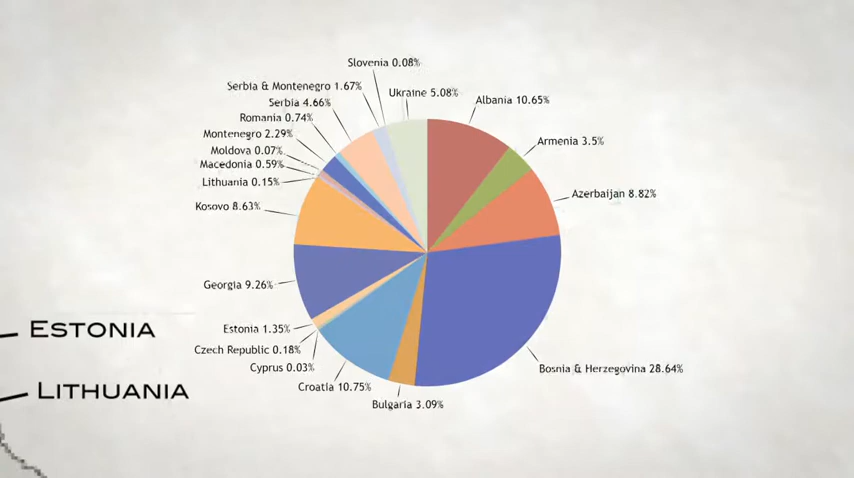 Slovenia 0.08%
Serbia & Montenegro 1.67%
Ukraine 5.08%
Serbia 4.66%
Albania 10.65%
Romania 0.74%
Montenegro 2.29%
Armenia 3.5%
Moldova 0.07%
Macedonia 0.59%
Lithuania 0.15%
Azerbaijan 8.82%
Kosovo 8.63%
Georgia 9.26%
Estonia 1.35%
ESTONIA
Czech Republic 0.18%
Cyprus 0.03%
Bosnia & Herzegovina 28.64%
Croatia 10.75%
LITHUANIA
Bulgaria 3.09%